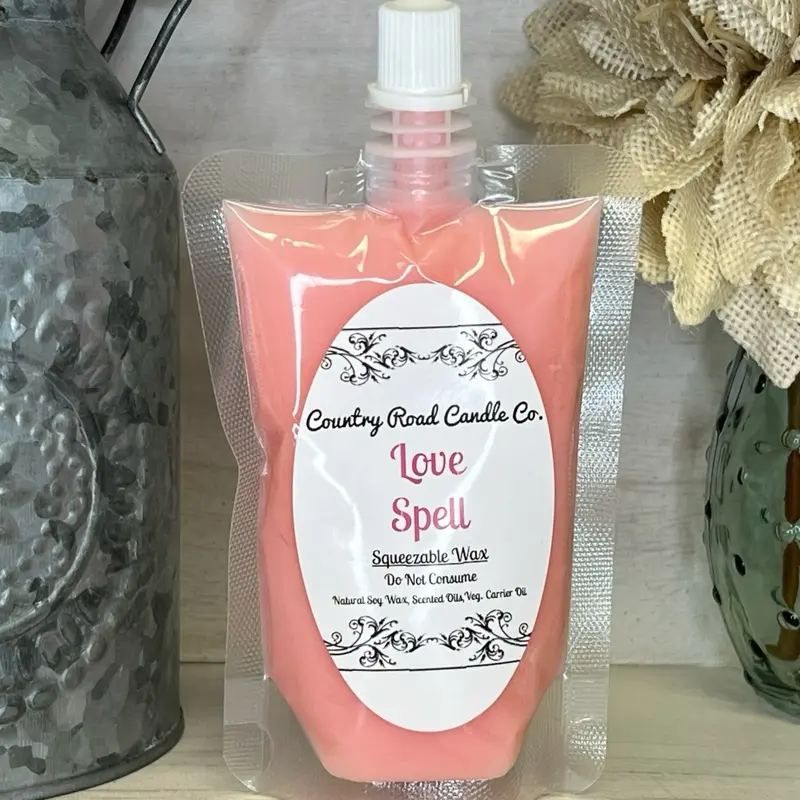 Country Road Candle Co.
Love
Spell
Squeezable Wax
Do Not Consume
Natural Soy Wax, Scented Oils, Veg. Carrier Oil